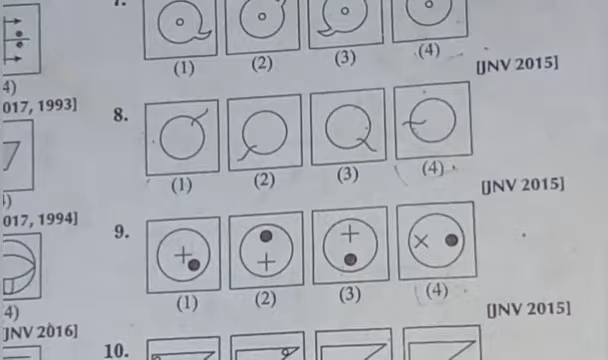 7.
(1) (2) (3) (4)
[JNV 2015]
4)
017, 1993]
8.
(1) (2) (3) (4)
[JNV 2015]
)
017, 1994]
9.
(1) (2) (3) (4)
[JNV 2015]
4)
JNV 2016]
10.